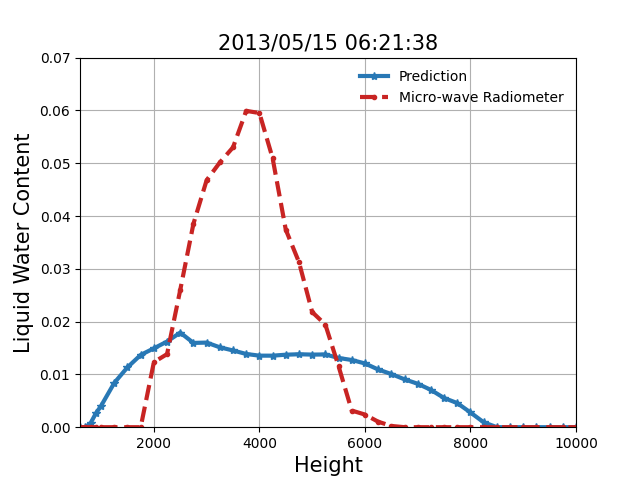 2013/05/15 06:21:38
0.07
0.06
0.05
0.04
0.03
0.02
0.01
0.00
Liquid Water Content
Prediction
Micro-wave Radiometer
2000 4000 6000 8000 10000
Height